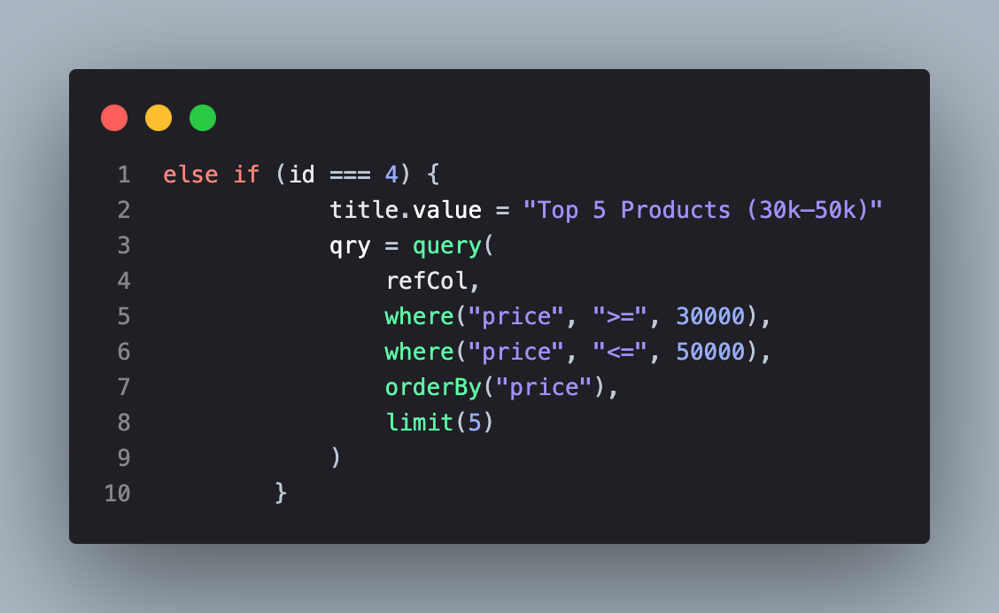 1 else if (id === 4) {
2 title.value = "Top 5 Products (30k–50k)"
3 qry = query(
4 refCol,
5 where("price", ">=", 30000),
6 where("price", "<=", 50000),
7 orderBy("price"),
8 limit(5)
9 )
10 }